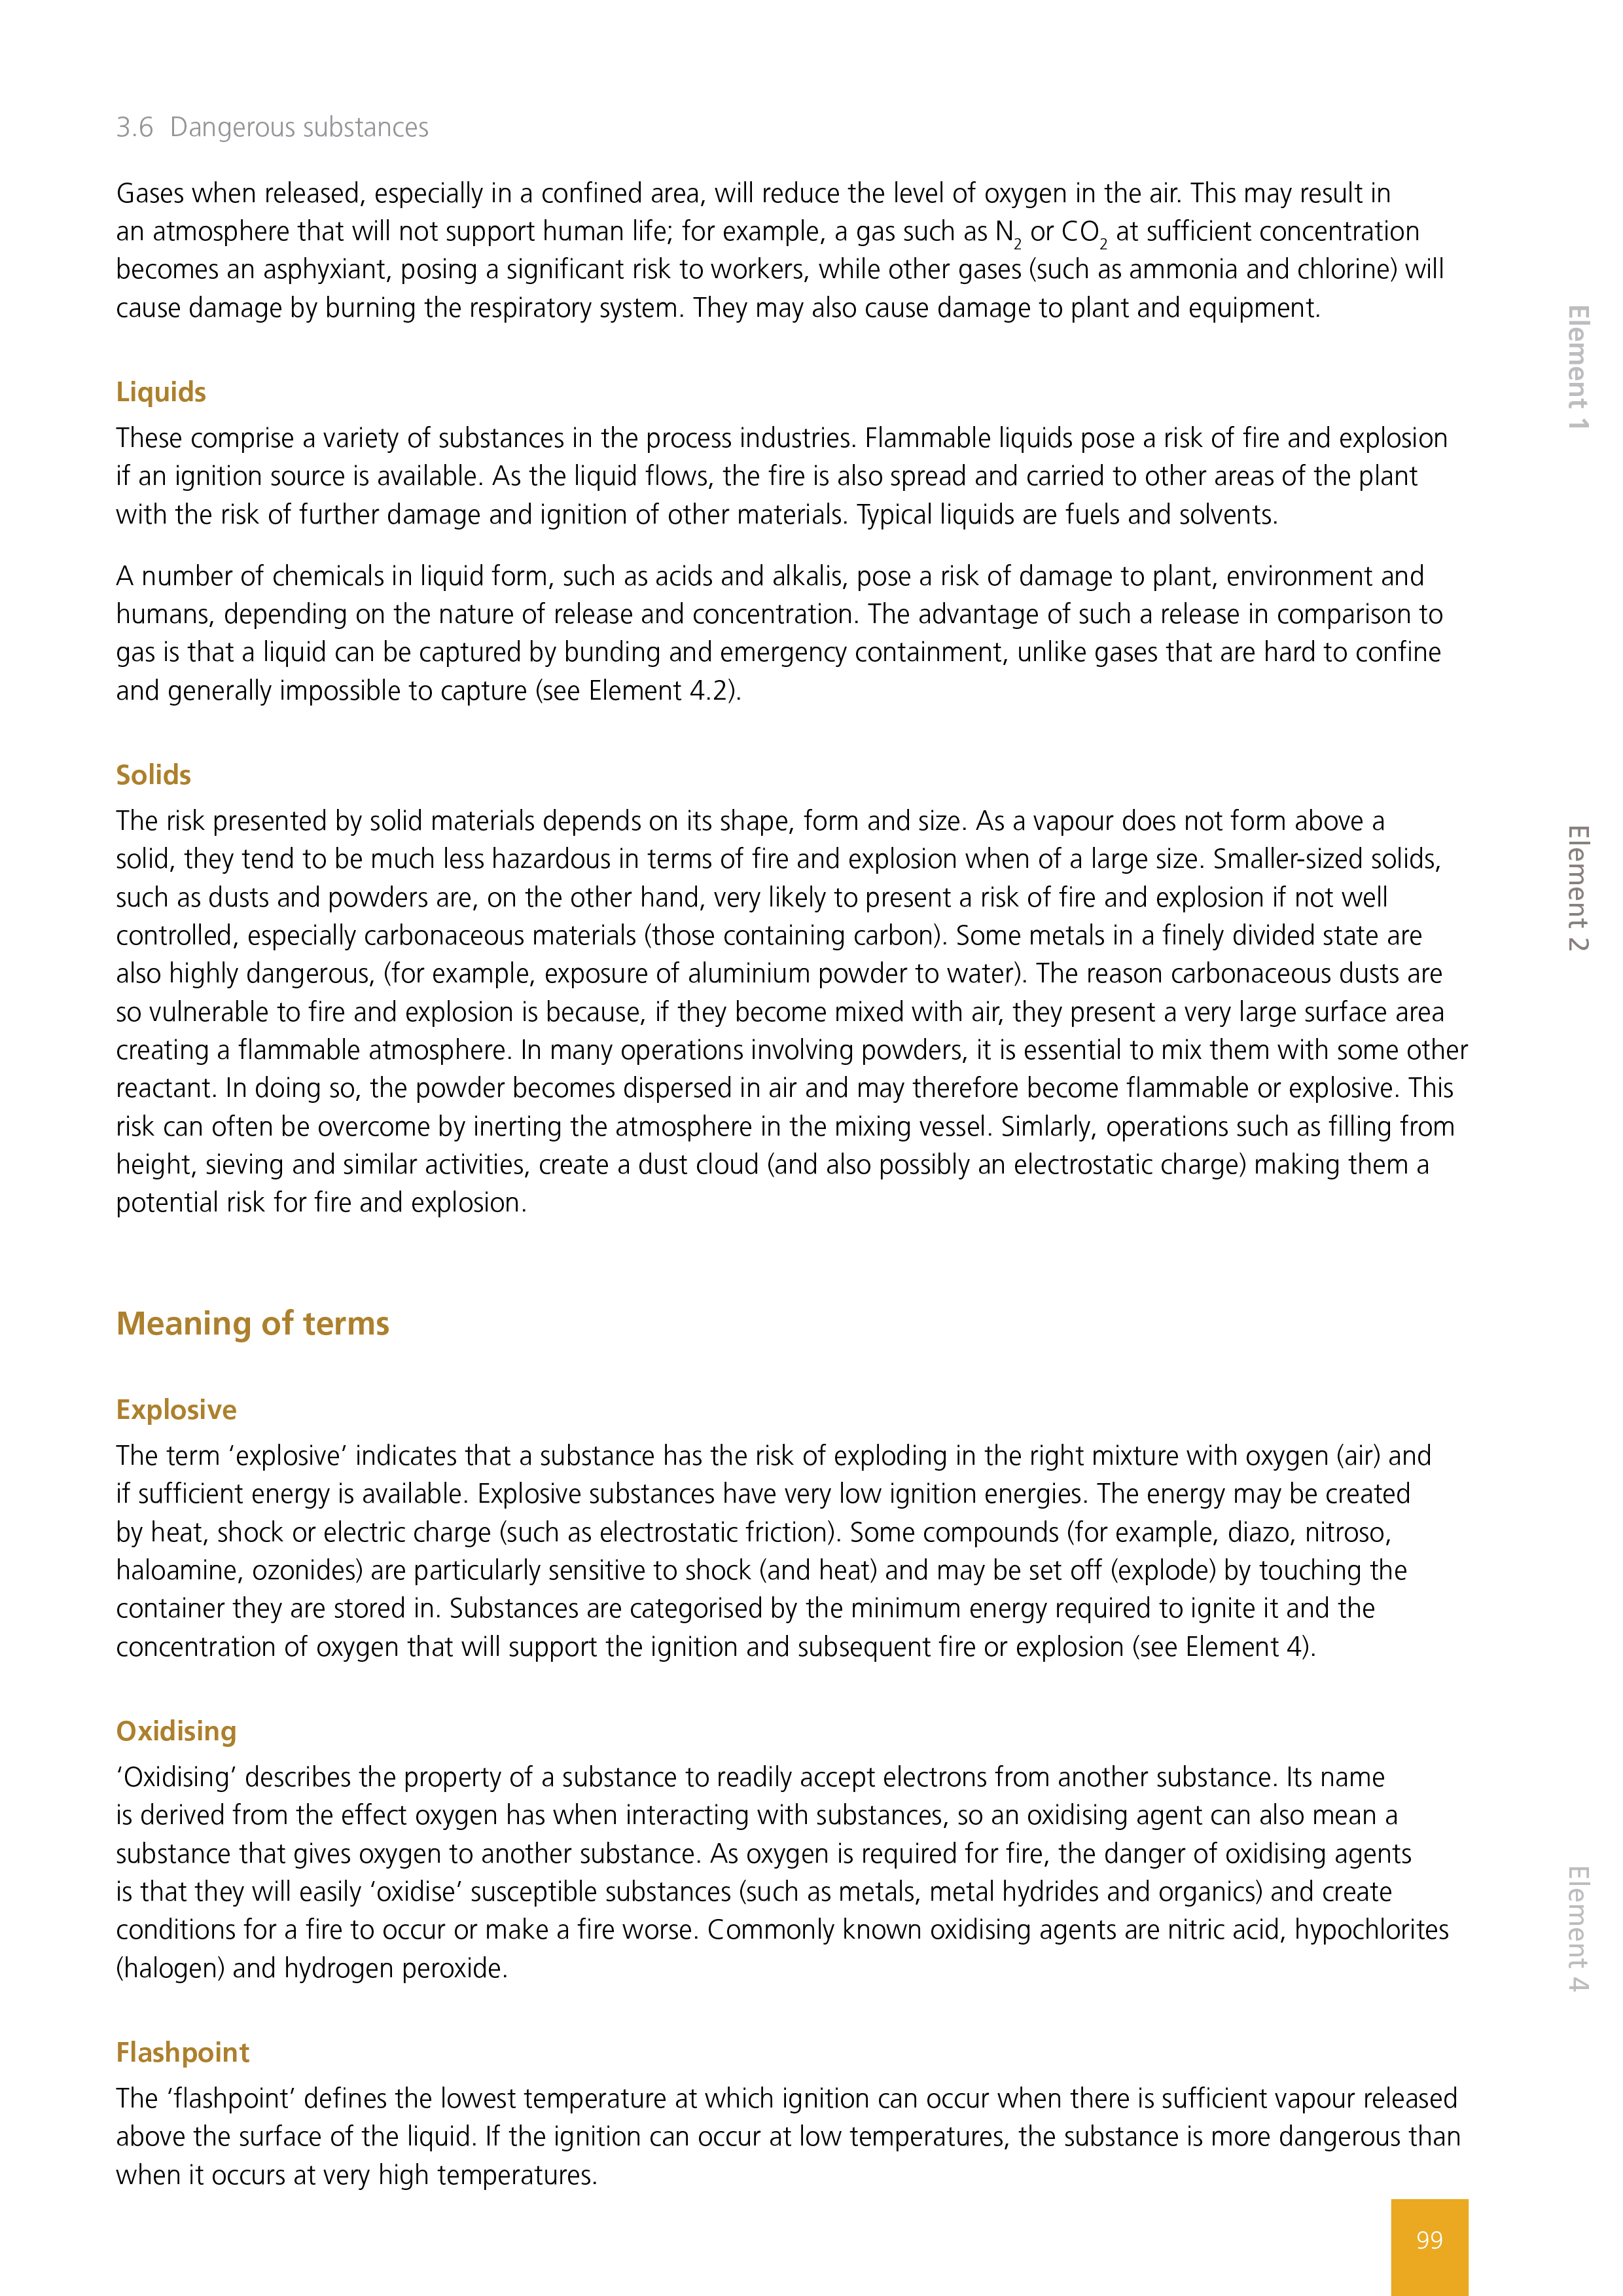 3.6 Dangerous substances
Gases when released, especially in a confined area, will reduce the level of oxygen in the air. This may result in
an atmosphere that will not support human life; for example, a gas such as N2 or CO2 at sufficient concentration
becomes an asphyxiant, posing a significant risk to workers, while other gases (such as ammonia and chlorine) will
cause damage by burning the respiratory system. They may also cause damage to plant and equipment.
Liquids
These comprise a variety of substances in the process industries. Flammable liquids pose a risk of fire and explosion
if an ignition source is available. As the liquid flows, the fire is also spread and carried to other areas of the plant
with the risk of further damage and ignition of other materials. Typical liquids are fuels and solvents.
A number of chemicals in liquid form, such as acids and alkalis, pose a risk of damage to plant, environment and
humans, depending on the nature of release and concentration. The advantage of such a release in comparison to
gas is that a liquid can be captured by bunding and emergency containment, unlike gases that are hard to confine
and generally impossible to capture (see Element 4.2).
Solids
The risk presented by solid materials depends on its shape, form and size. As a vapour does not form above a
solid, they tend to be much less hazardous in terms of fire and explosion when of a large size. Smaller-sized solids,
such as dusts and powders are, on the other hand, very likely to present a risk of fire and explosion if not well
controlled, especially carbonaceous materials (those containing carbon). Some metals in a finely divided state are
also highly dangerous, (for example, exposure of aluminium powder to water). The reason carbonaceous dusts are
so vulnerable to fire and explosion is because, if they become mixed with air, they present a very large surface area
creating a flammable atmosphere. In many operations involving powders, it is essential to mix them with some other
reactant. In doing so, the powder becomes dispersed in air and may therefore become flammable or explosive. This
risk can often be overcome by inerting the atmosphere in the mixing vessel. Simlarly, operations such as filling from
height, sieving and similar activities, create a dust cloud (and also possibly an electrostatic charge) making them a
potential risk for fire and explosion.
Meaning of terms
Explosive
The term ‘explosive’ indicates that a substance has the risk of exploding in the right mixture with oxygen (air) and
if sufficient energy is available. Explosive substances have very low ignition energies. The energy may be created
by heat, shock or electric charge (such as electrostatic friction). Some compounds (for example, diazo, nitroso,
haloamine, ozonides) are particularly sensitive to shock (and heat) and may be set off (explode) by touching the
container they are stored in. Substances are categorised by the minimum energy required to ignite it and the
concentration of oxygen that will support the ignition and subsequent fire or explosion (see Element 4).
Oxidising
‘Oxidising’ describes the property of a substance to readily accept electrons from another substance. Its name
is derived from the effect oxygen has when interacting with substances, so an oxidising agent can also mean a
substance that gives oxygen to another substance. As oxygen is required for fire, the danger of oxidising agents
is that they will easily ‘oxidise’ susceptible substances (such as metals, metal hydrides and organics) and create
conditions for a fire to occur or make a fire worse. Commonly known oxidising agents are nitric acid, hypochlorites
(halogen) and hydrogen peroxide.
Flashpoint
The ‘flashpoint’ defines the lowest temperature at which ignition can occur when there is sufficient vapour released
above the surface of the liquid. If the ignition can occur at low temperatures, the substance is more dangerous than
when it occurs at very high temperatures.
99
Element 1
Element 2
Element 4